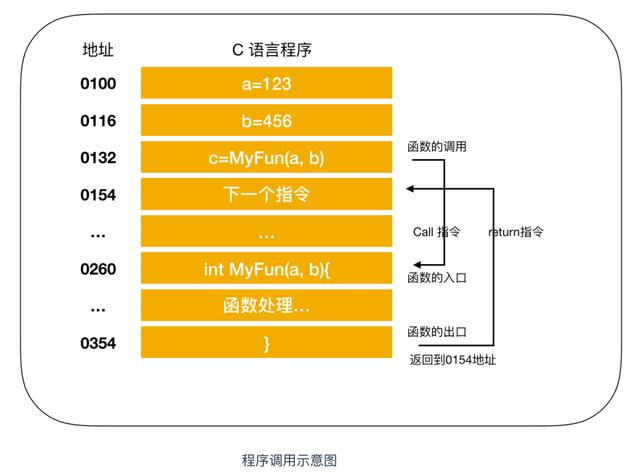 地址 C 语言程序
0100 a=123
0116 b=456
0132 c=MyFun(a, b)
函数的调用
0154 下一个指令
... ...
Call 指令 return指令
0260 int MyFun(a, b){
函数的入口
... 函数处理...
函数的出口
0354 }
返回到0154地址
程序调用示意图